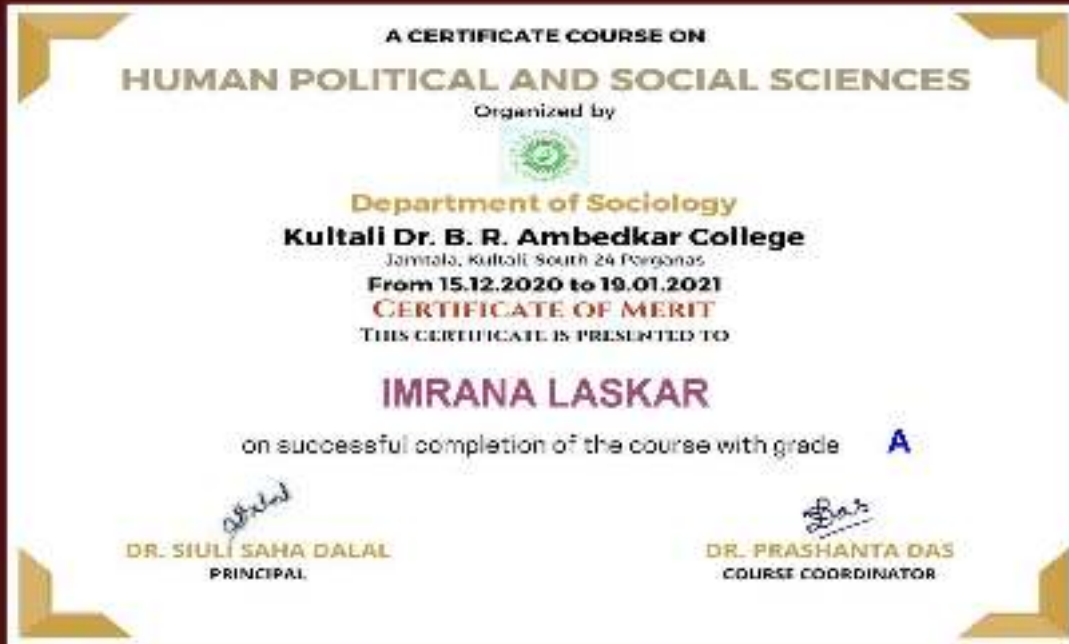 A CERTIFICATE COURSE ON
HUMAN POLITICAL AND SOCIAL SCIENCES
Organized by
Department of Sociology
Kultali Dr. B. R. Ambedkar College
Jamtala, Kultali, South 24 Parganas
From 15.12.2020 to 19.01.2021
CERTIFICATE OF MERIT
THIS CERTIFICATE IS PRESENTED TO
IMRANA LASKAR
on successful completion of the course with grade A
DR. SIULI SAHA DALAL
PRINCIPAL
Das
DR. PRASHANTA DAS
COURSE COORDINATOR